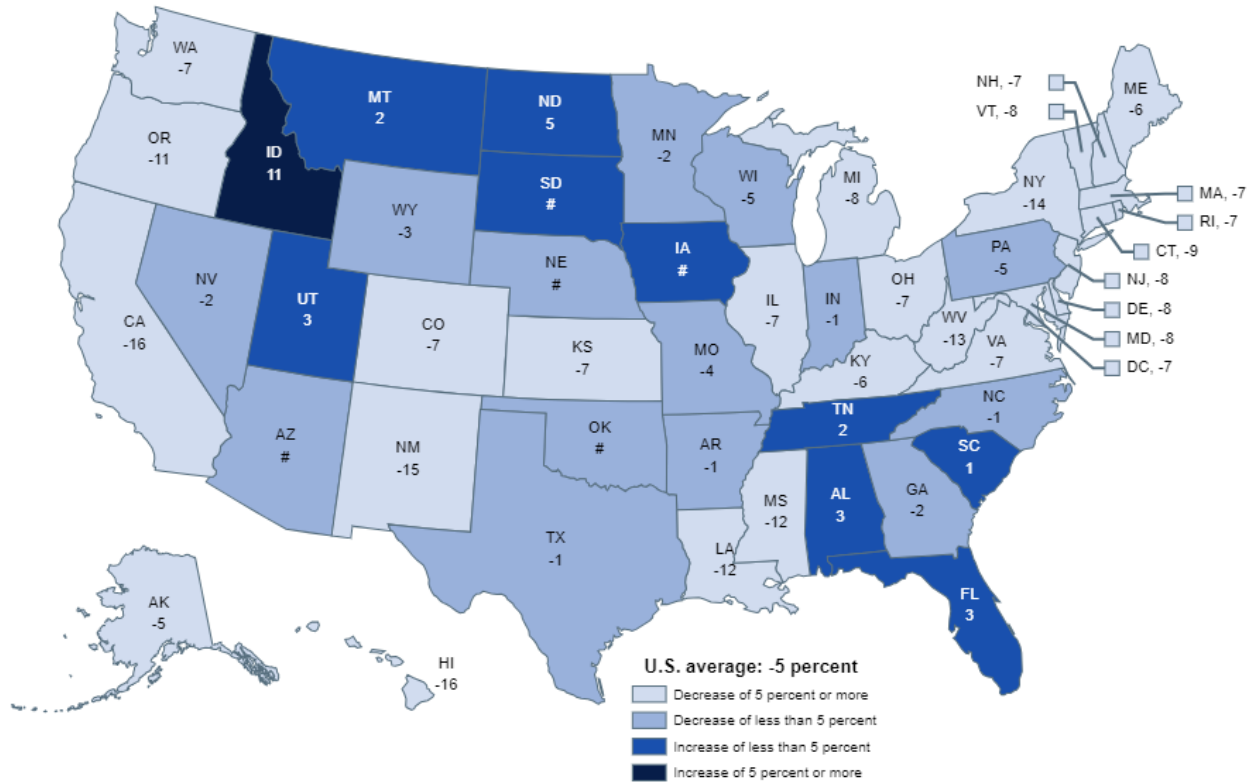 WA
-7
OR
-11
CA
-16
ID
11
NV
-2
MT
2
WY
-3
UT
3
AZ
#
CO
-7
NM
-15
ND
5
SD
#
NE
#
KS
-7
OK
#
TX
-1
MN
-2
IA
#
MO
-4
AR
-1
LA
-12
WI
-5
IL
-7
MS
-12
MI
-8
IN
-1
OH
-7
KY
-6
TN
2
AL
3
GA
-2
FL
3
SC
1
NC
-1
VA
-7
WV
-13
PA
-5
NY
-14
ME
-6
NH, -7
VT, -8
MA, -7
RI, -7
CT, -9
NJ, -8
DE, -8
MD, -8
DC, -7
AK
-5
HI
-16
U.S. average: -5 percent
Decrease of 5 percent or more
Decrease of less than 5 percent
Increase of less than 5 percent
Increase of 5 percent or more